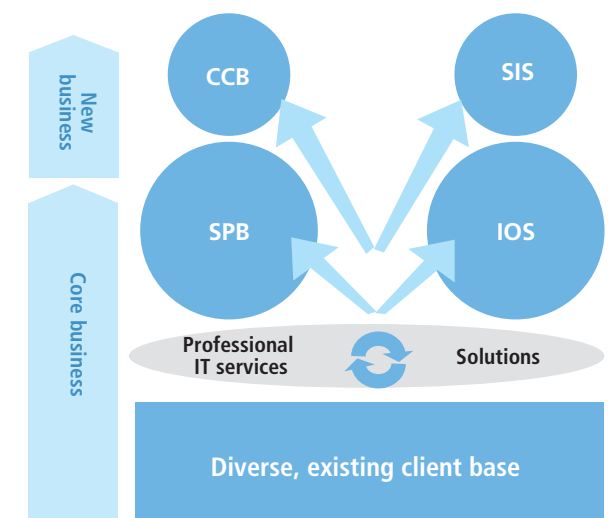 New
business
CCB
SIS
Core business
SPB
IOS
Professional
IT services
Solutions
Diverse, existing client base